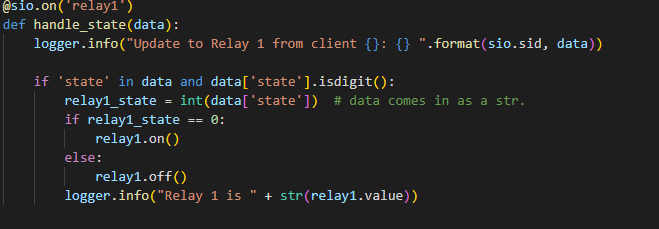 @sio.on('relay1')
def handle_state(data):
    logger.info("Update to Relay 1 from client {}: {} ".format(sio.sid, data))

    if 'state' in data and data['state'].isdigit():
        relay1_state = int(data['state'])  # data comes in as a str.
        if relay1_state == 0:
            relay1.on()
        else:
            relay1.off()
        logger.info("Relay 1 is " + str(relay1.value))